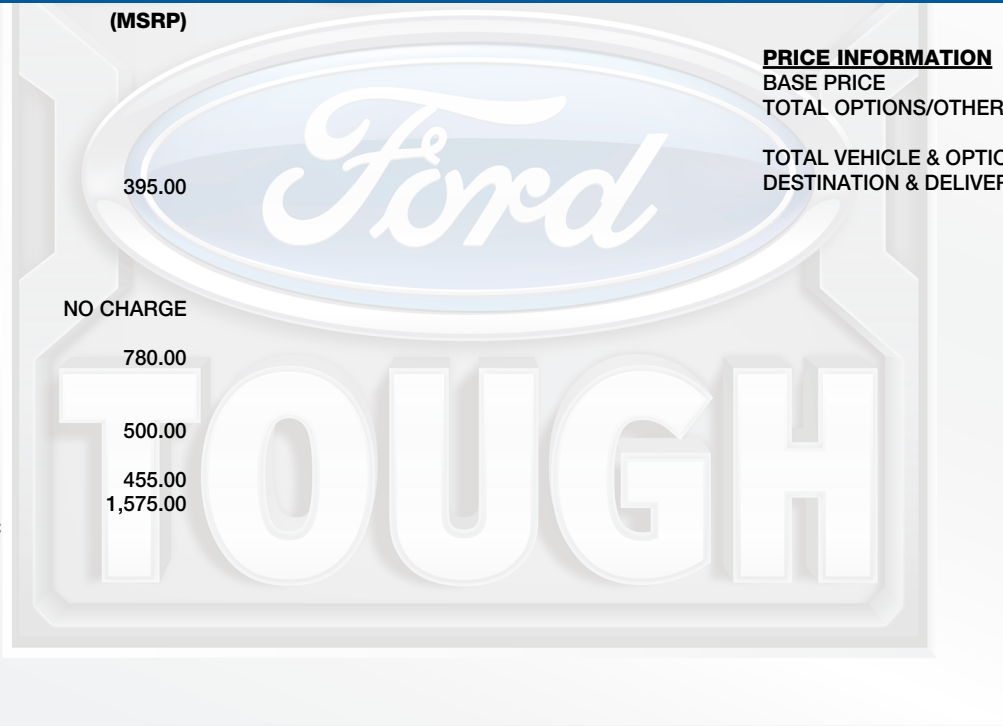 (MSRP)
395.00
NO CHARGE
780.00
500.00
455.00
1,575.00
PRICE INFORMATION
BASE PRICE
TOTAL OPTIONS/OTHER
TOTAL VEHICLE & OPTIO
DESTINATION & DELIVER
Ford
TOUGH